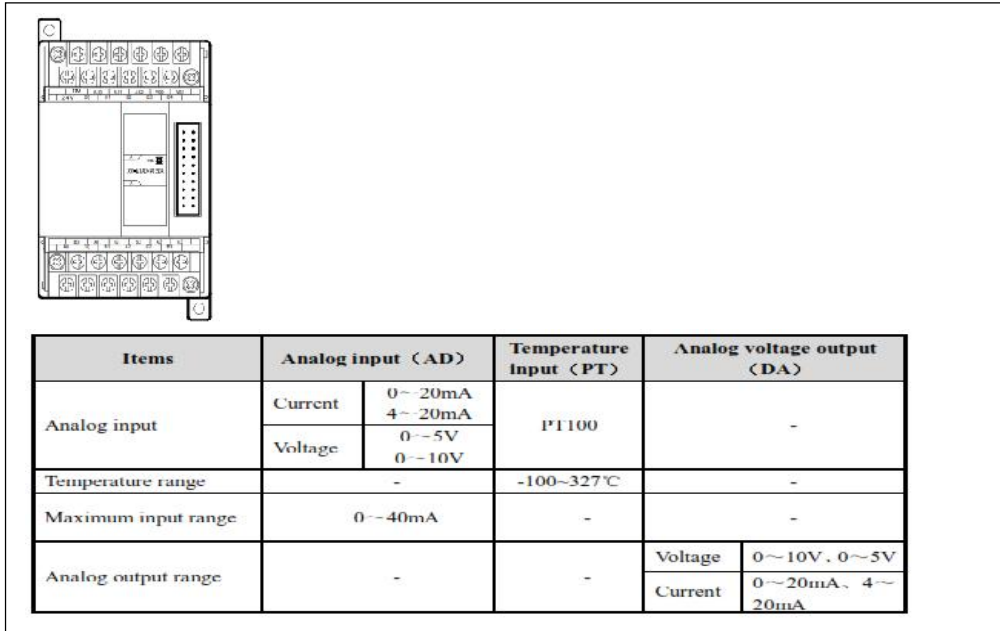 Items Analog input（AD） Temperature input（PT） Analog voltage output（DA）
Analog input Current 0～20mA
4～20mA
Voltage 0～5V
0～10V
PT100 -
Temperature range - -100~327℃ -
Maximum input range 0～40mA - -
Analog output range - - Voltage 0～10V、0～5V
Current 0～20mA、4～
20mA